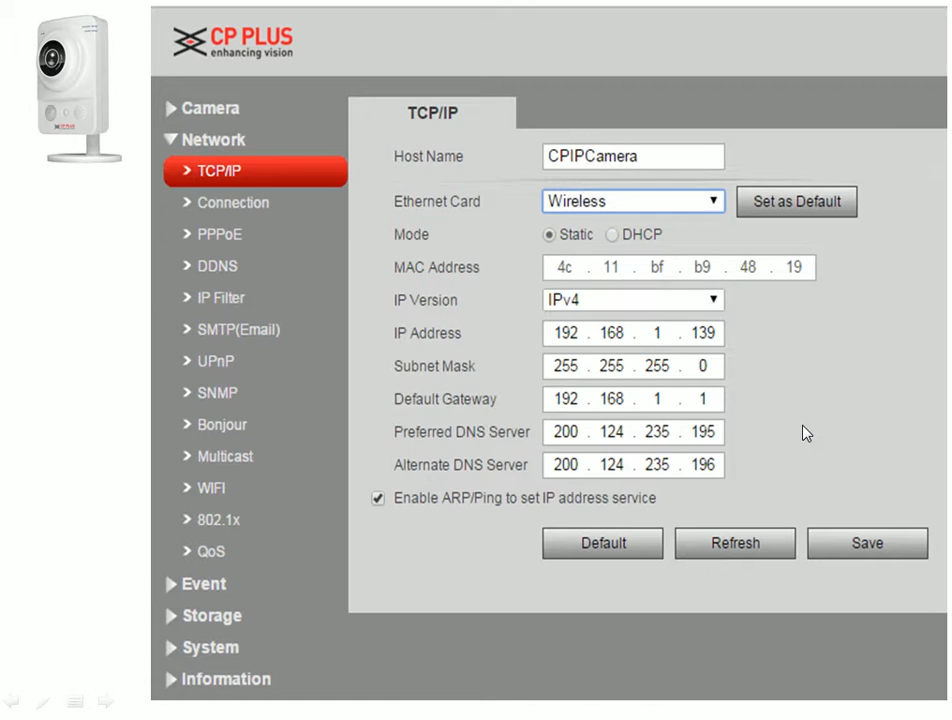 CP PLUS
enhancing vision
CP PLUS
Camera
Network
TCP/IP
Connection
PPPoE
DDNS
IP Filter
SMTP(Email)
UPnP
SNMP
Bonjour
Multicast
WIFI
802.1x
QoS
Event
Storage
System
Information
TCP/IP
Host Name CPIPCamera
Ethernet Card Wireless Set as Default
Mode Static DHCP
MAC Address 4c . 11 . bf . b9 . 48 . 19
IP Version IPv4
IP Address 192 . 168 . 1 . 139
Subnet Mask 255 . 255 . 255 . 0
Default Gateway 192 . 168 . 1 . 1
Preferred DNS Server 200 . 124 . 235 . 195
Alternate DNS Server 200 . 124 . 235 . 196
Enable ARP/Ping to set IP address service
Default Refresh Save